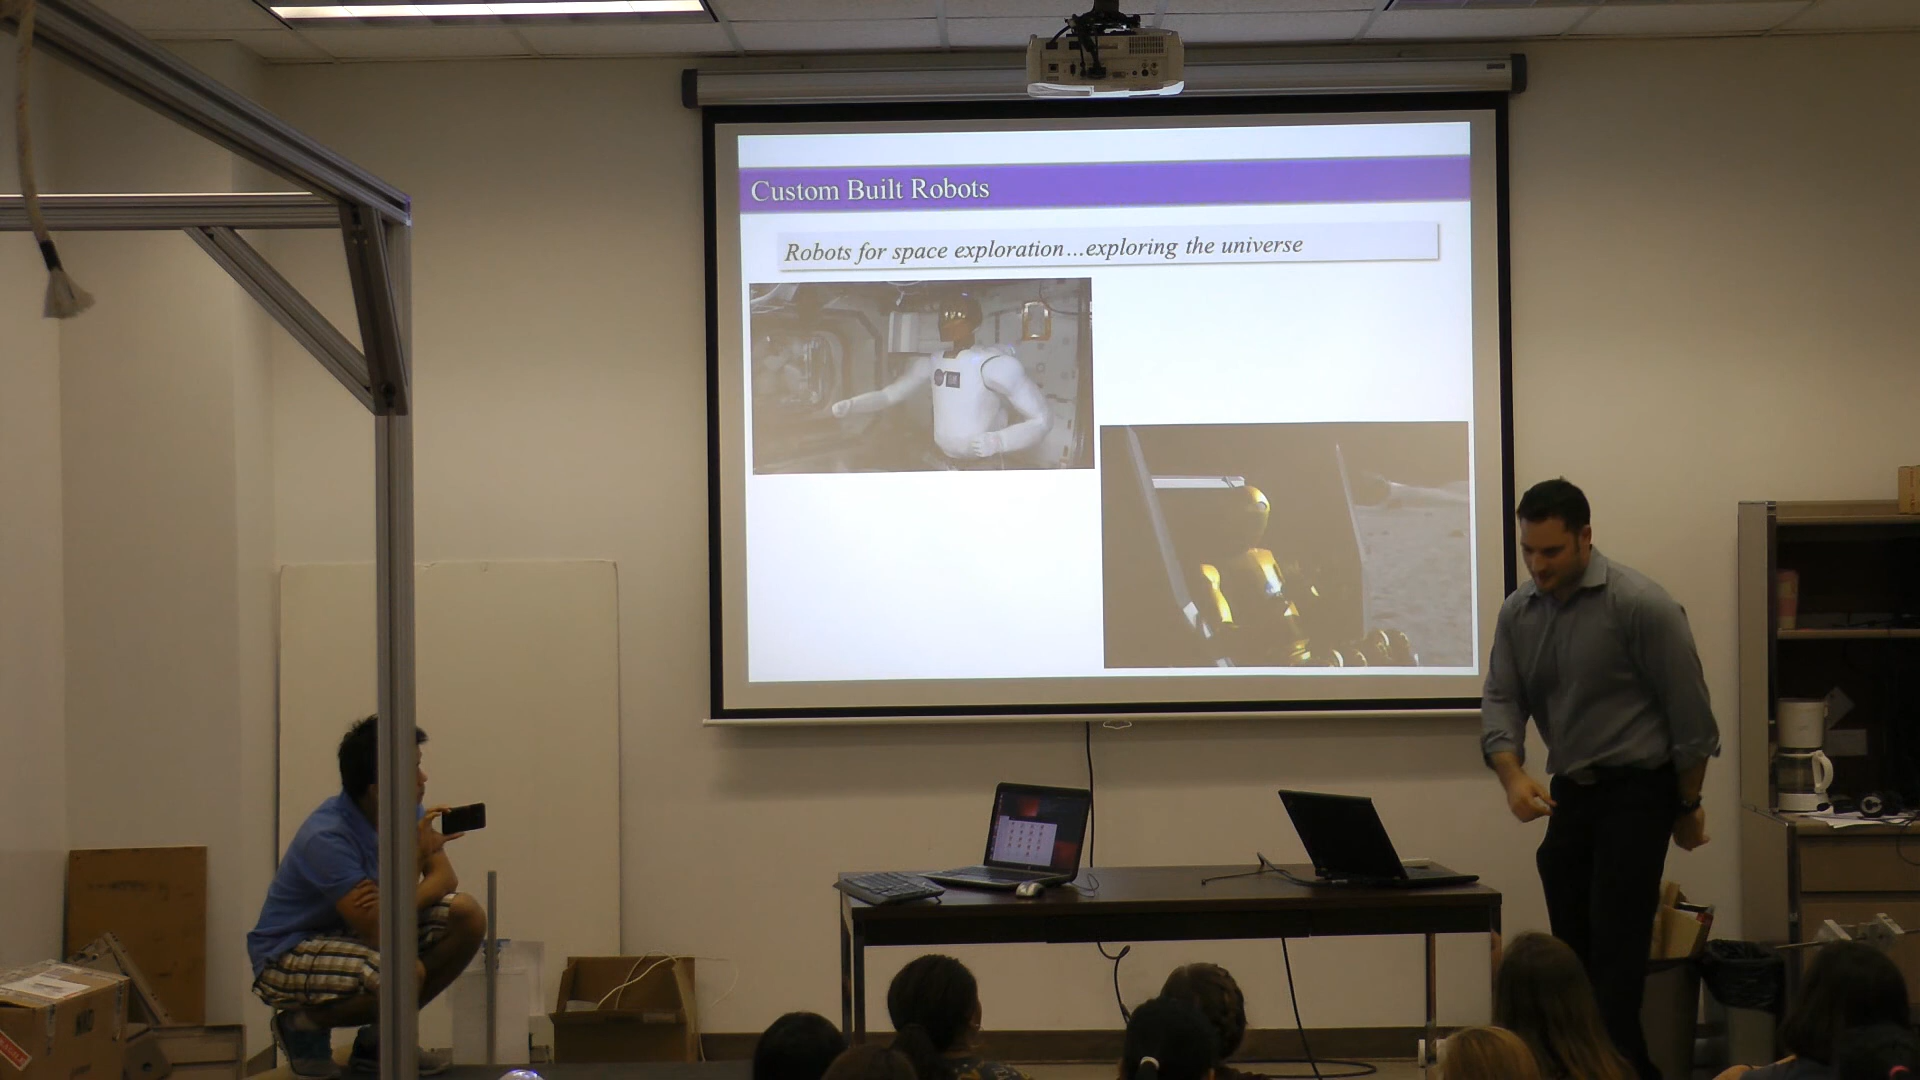 Custom Built Robots
Robots for space exploration...exploring the universe